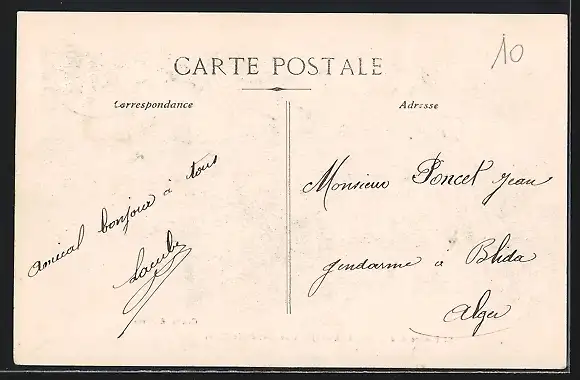 10
CARTE POSTALE
Correspondance
Adresse
amical bonjour à tous
Monsieur Poncet Jean
gendarme à Blida
Alger